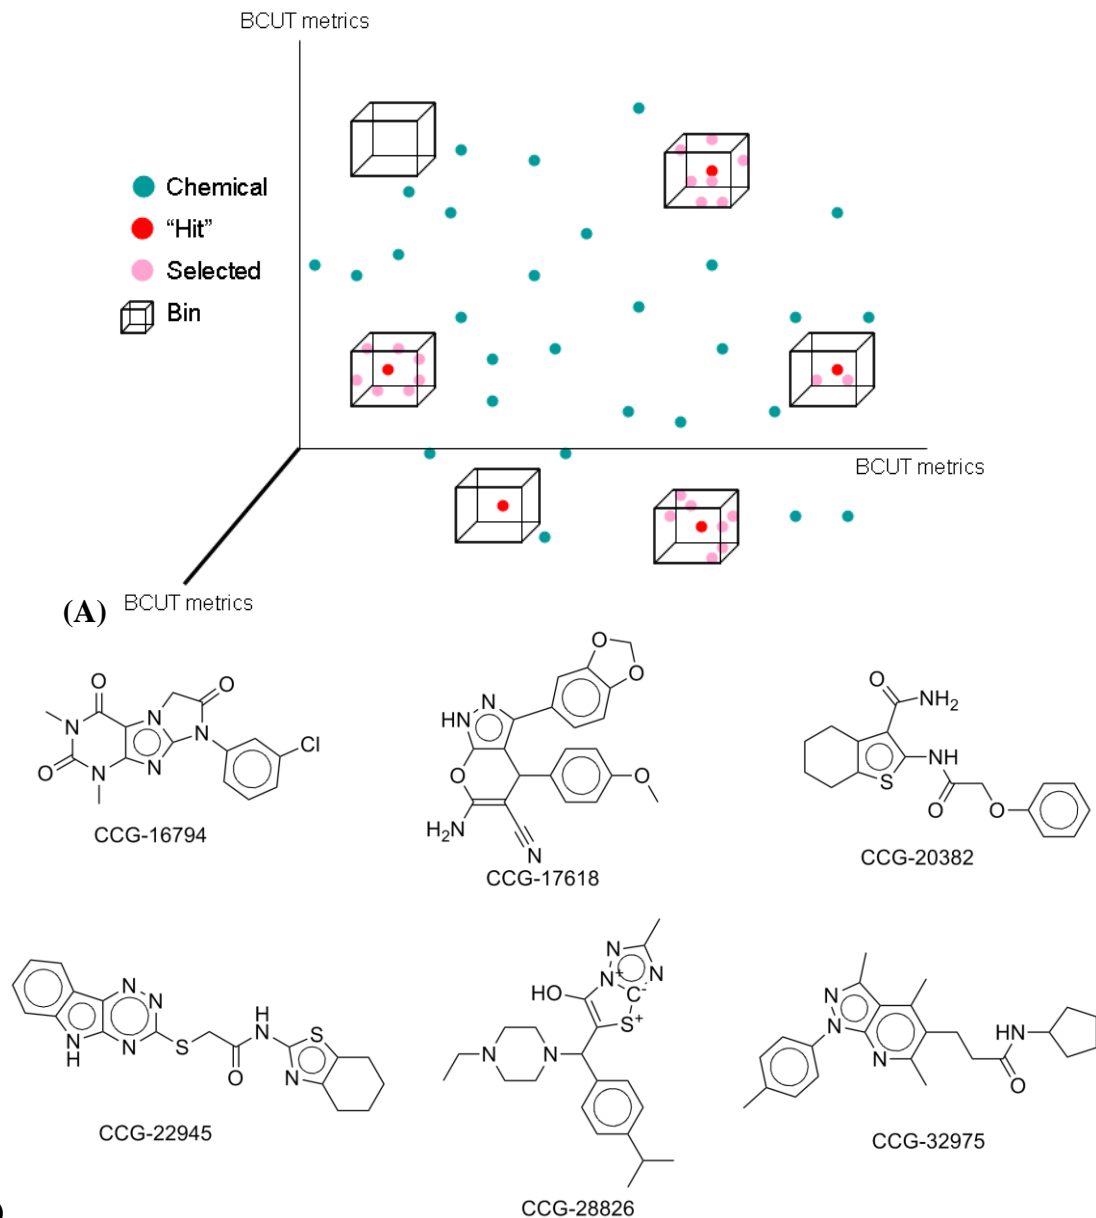 BCUT metrics
Chemical
“Hit”
Selected
Bin
BCUT metrics
(A) BCUT metrics
O
O
N
N
N
O
N
N
Cl
CCG-16794
O
O
N
HN
O
O
H2N
N
CCG-17618
O
NH2
NH
S
O
O
CCG-20382
N
N
N
N
H
S
O
H
N
S
N
CCG-22945
N
N+
N
C-
HO
S+
N
N
CCG-28826
N
N
N
HN
O
CCG-32975
)